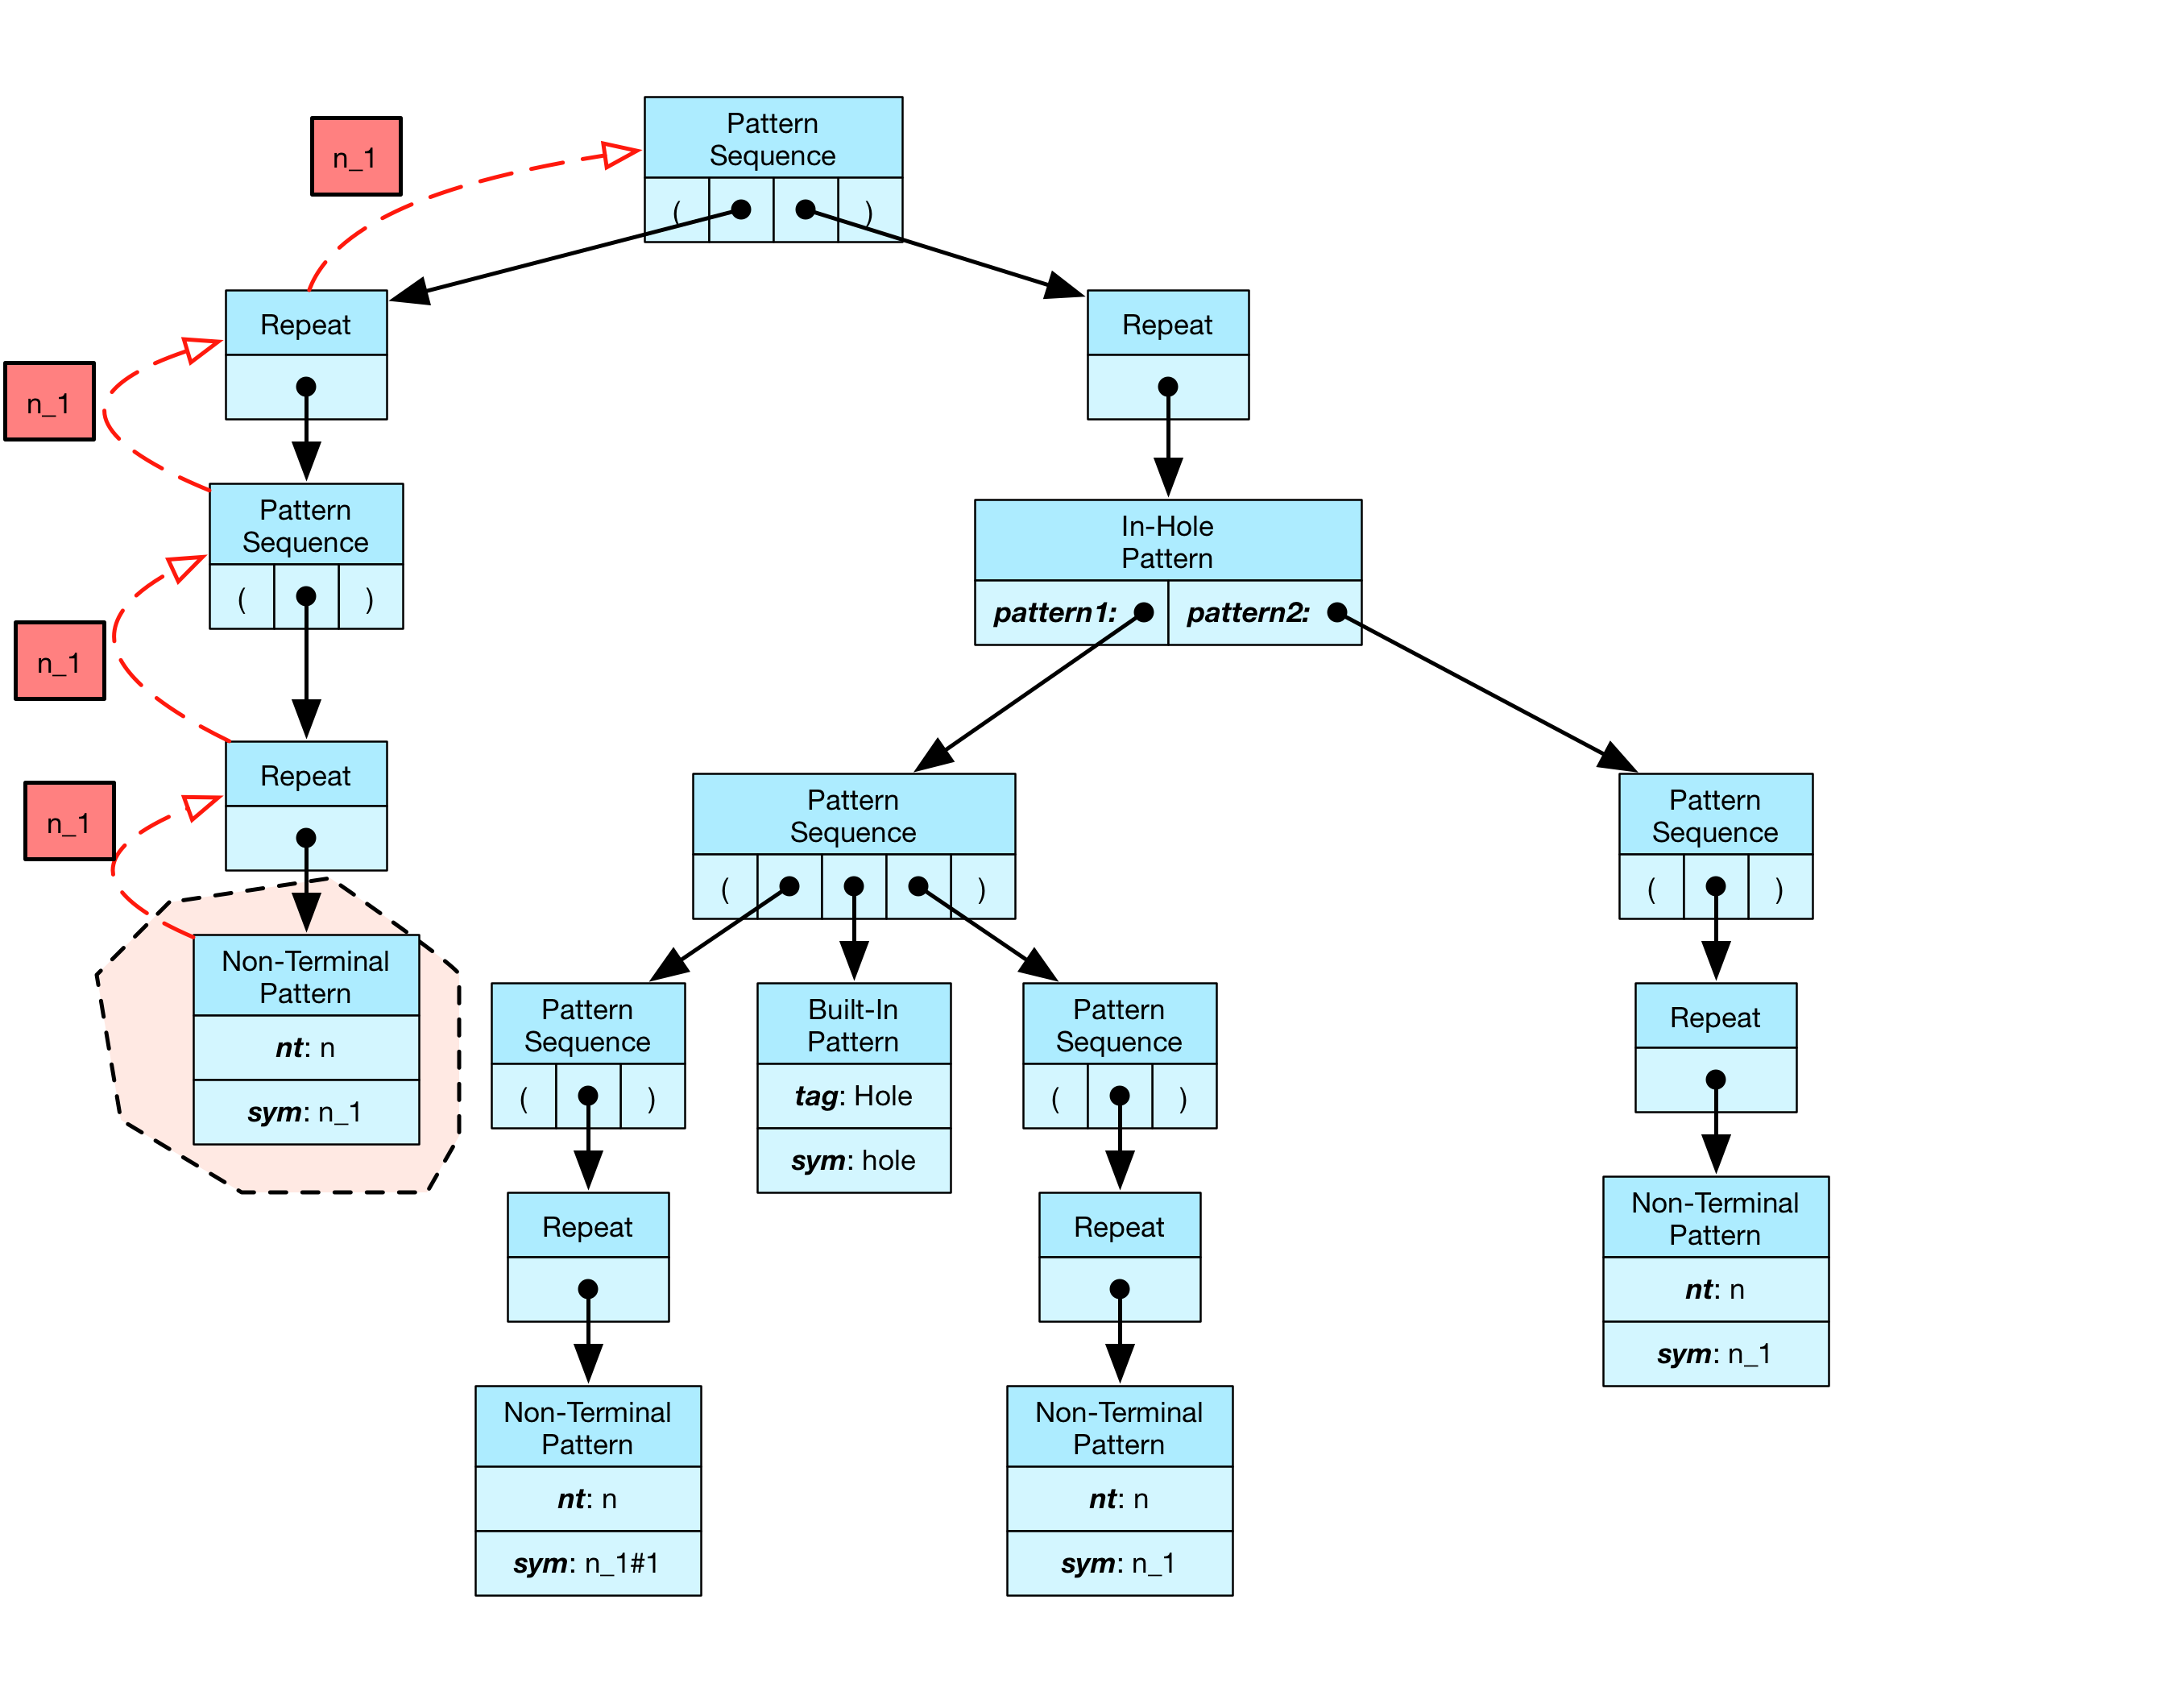 Pattern
Sequence
( )
n_1
Repeat
Repeat
n_1
Pattern
Sequence
( )
In-Hole
Pattern
pattern1: pattern2:
n_1
Repeat
n_1
Pattern
Sequence
( )
Pattern
Sequence
( )
Non-Terminal
Pattern
nt: n
sym: n_1
Pattern
Sequence
( )
Built-In
Pattern
tag: Hole
sym: hole
Pattern
Sequence
( )
Repeat
Repeat
Repeat
Non-Terminal
Pattern
nt: n
sym: n_1
Non-Terminal
Pattern
nt: n
sym: n_1#1
Non-Terminal
Pattern
nt: n
sym: n_1